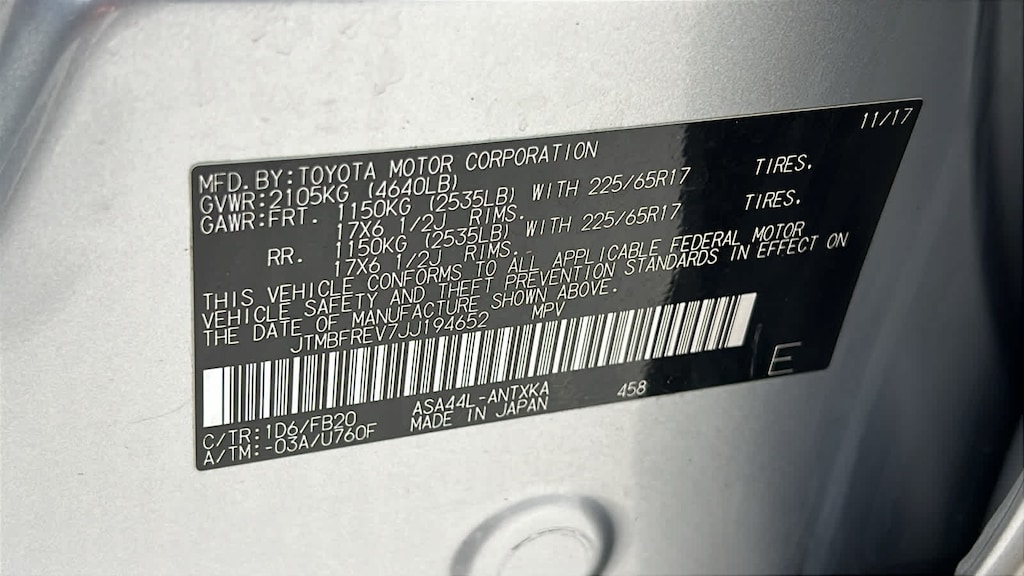 11/17
MFD.BY:TOYOTA MOTOR CORPORATION
GVWR:2105KG (4640LB)
GAWR:FRT. 1150KG (2535LB) WITH 225/65R17 TIRES.
17X6 1/2J RIMS.
RR. 1150KG (2535LB) WITH 225/65R17 TIRES.
17X6 1/2J RIMS.
THIS VEHICLE CONFORMS TO ALL APPLICABLE FEDERAL MOTOR
VEHICLE SAFETY AND THEFT PREVENTION STANDARDS IN EFFECT ON
THE DATE OF MANUFACTURE SHOWN ABOVE.
JTMBFREV7JJ194652 MPV
E
C/TR:1D6/FB20 ASA44L-ANTXKA 458
A/TM:-03A/U760F MADE IN JAPAN